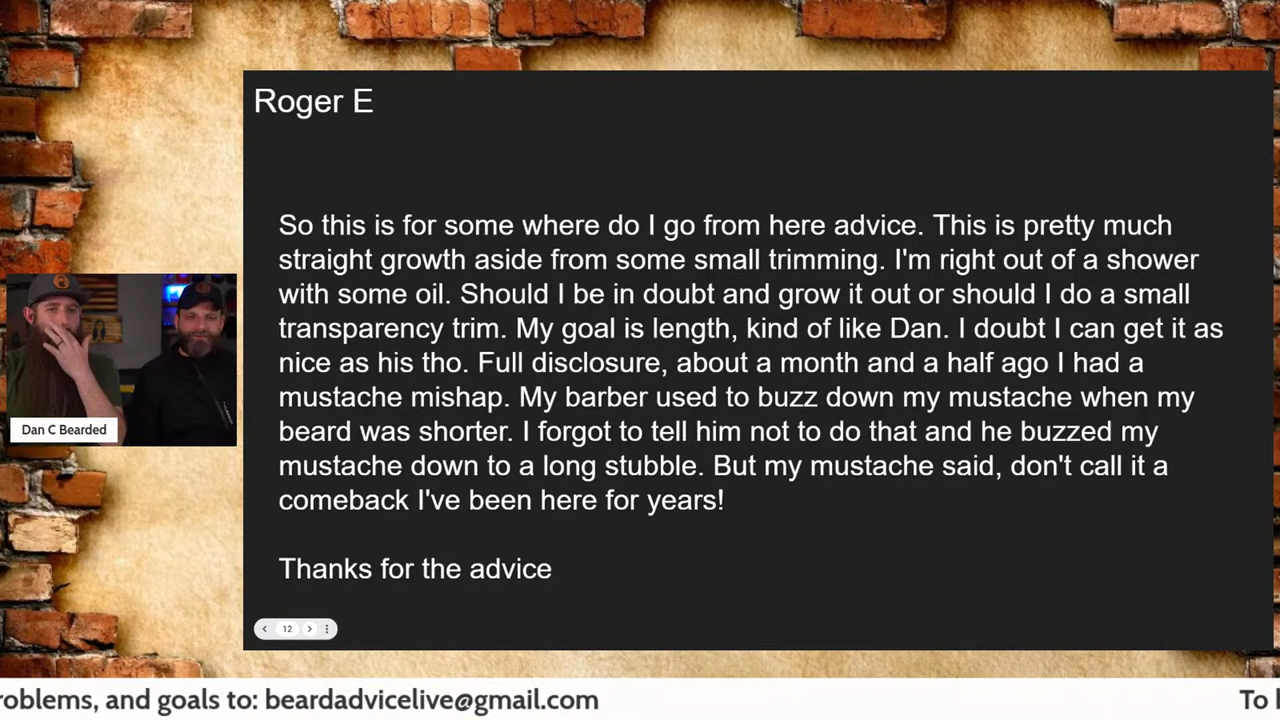 Roger E
So this is for some where do I go from here advice. This is pretty much
straight growth aside from some small trimming. I'm right out of a shower
with some oil. Should I be in doubt and grow it out or should I do a small
transparency trim. My goal is length, kind of like Dan. I doubt I can get it as
nice as his tho. Full disclosure, about a month and a half ago I had a
mustache mishap. My barber used to buzz down my mustache when my
beard was shorter. I forgot to tell him not to do that and he buzzed my
mustache down to a long stubble. But my mustache said, don't call it a
comeback I've been here for years!
Thanks for the advice
Dan C Bearded
12
roblems, and goals to: beardadvicelive@gmail.com
To